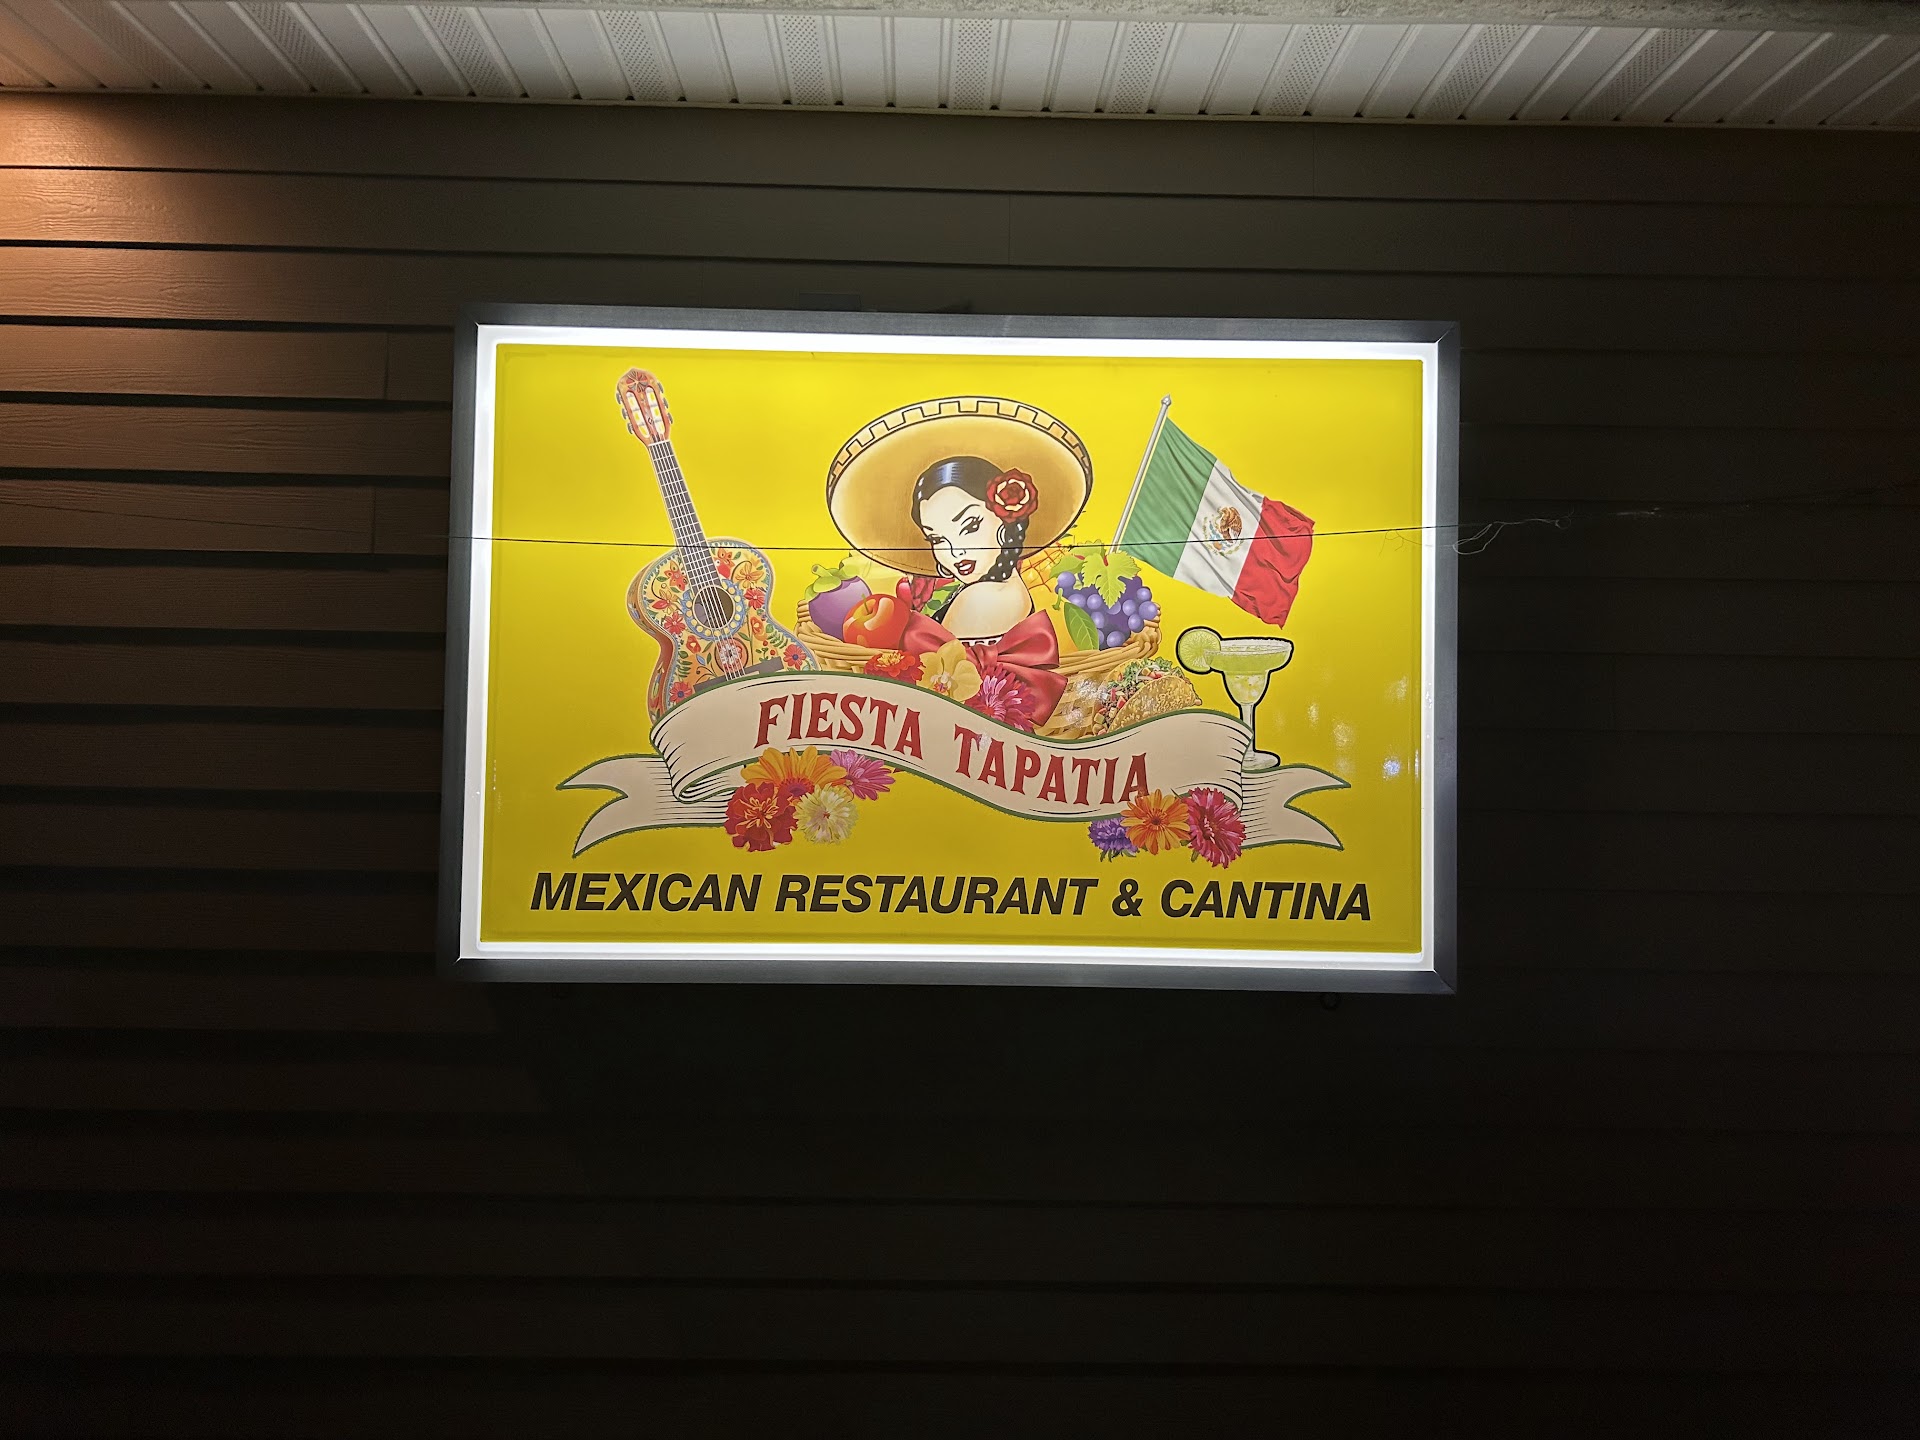 FIESTA TAPATIA
MEXICAN RESTAURANT & CANTINA